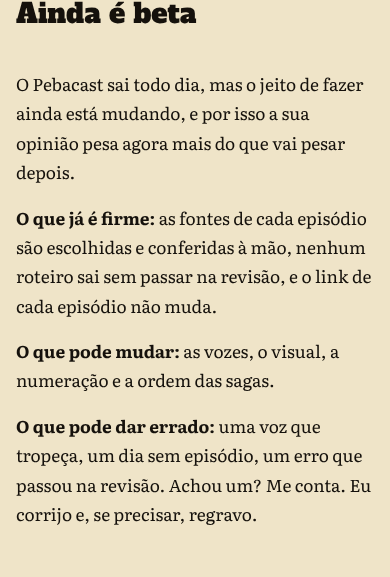 Ainda é beta
O Pebacast sai todo dia, mas o jeito de fazer
ainda está mudando, e por isso a sua
opinião pesa agora mais do que vai pesar
depois.
O que já é firme: as fontes de cada episódio
são escolhidas e conferidas à mão, nenhum
roteiro sai sem passar na revisão, e o link de
cada episódio não muda.
O que pode mudar: as vozes, o visual, a
numeração e a ordem das sagas.
O que pode dar errado: uma voz que
tropeça, um dia sem episódio, um erro que
passou na revisão. Achou um? Me conta. Eu
corrijo e, se precisar, regravo.